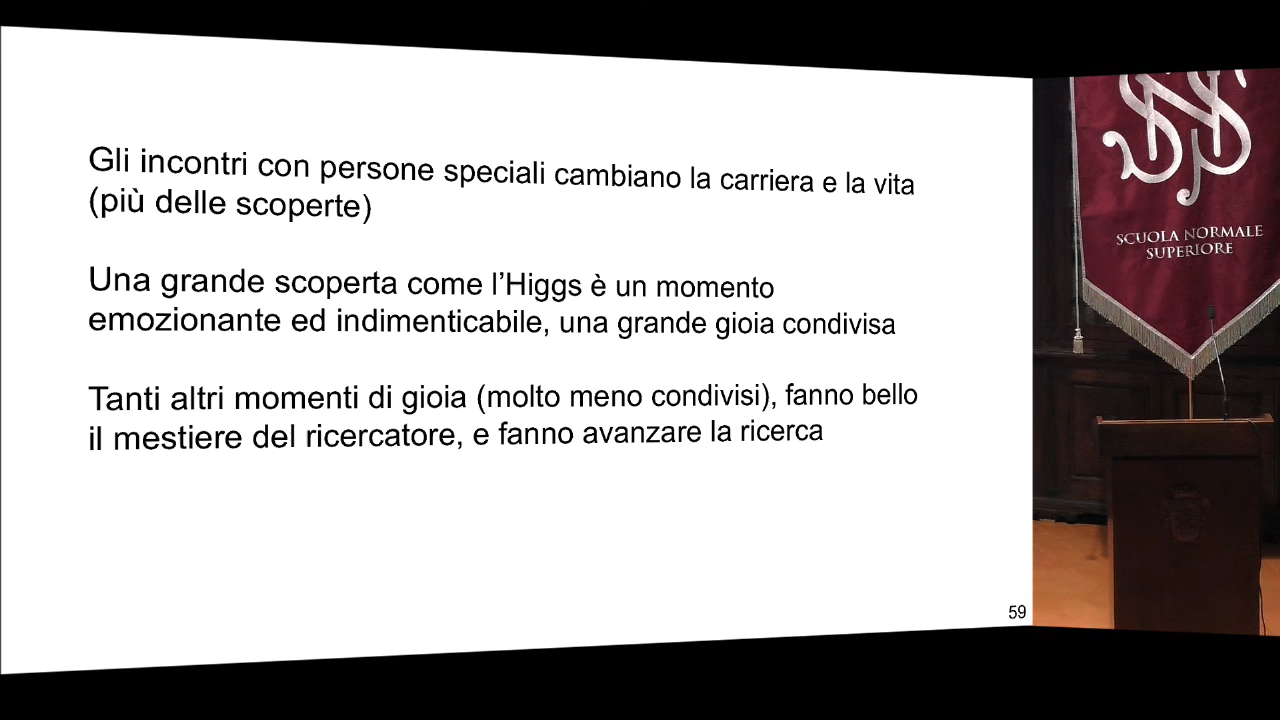 Gli incontri con persone speciali cambiano la carriera e la vita
(più delle scoperte)
Una grande scoperta come l’Higgs è un momento
emozionante ed indimenticabile, una grande gioia condivisa
Tanti altri momenti di gioia (molto meno condivisi), fanno bello
il mestiere del ricercatore, e fanno avanzare la ricerca
59
SNS
SCUOLA NORMALE
SUPERIORE